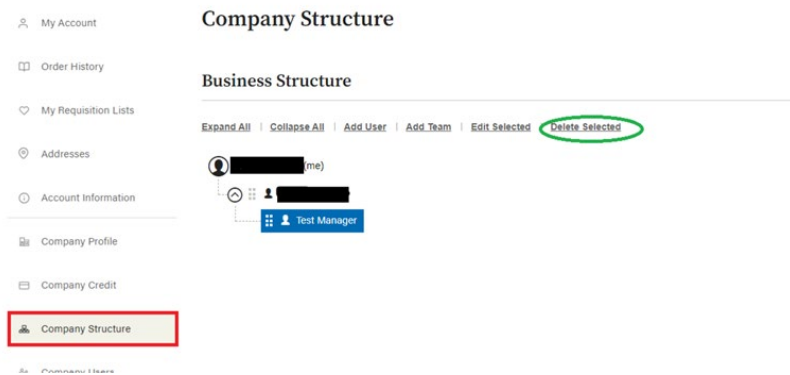 My Account
Order History
My Requisition Lists
Addresses
Account Information
Company Profile
Company Credit
Company Structure
Company Users
Company Structure
Business Structure
Expand All | Collapse All | Add User | Add Team | Edit Selected Delete Selected
(me)
Test Manager